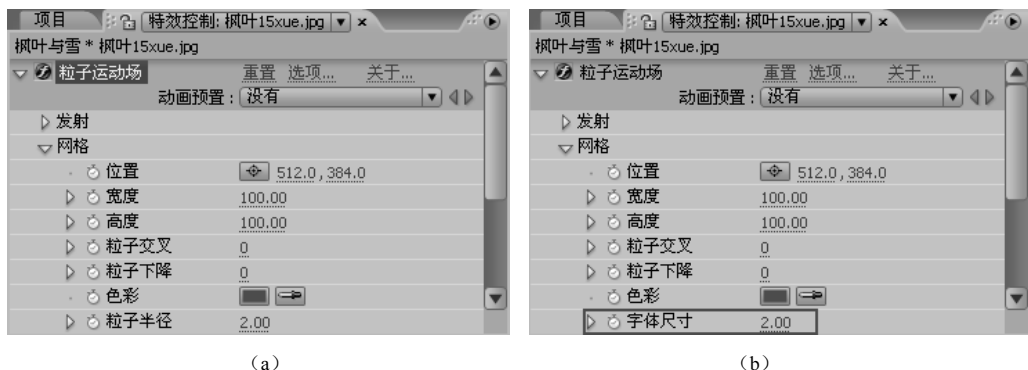 项目 特效控制: 枫叶15xue.jpg
枫叶与雪 * 枫叶15xue.jpg
粒子运动场 重置 选项... 关于...
动画预置: 没有
发射
网格
位置 512.0 , 384.0
宽度 100.00
高度 100.00
粒子交叉 0
粒子下降 0
色彩
粒子半径 2.00
(a)
项目 特效控制: 枫叶15xue.jpg
枫叶与雪 * 枫叶15xue.jpg
粒子运动场 重置 选项... 关于...
动画预置: 没有
发射
网格
位置 512.0 , 384.0
宽度 100.00
高度 100.00
粒子交叉 0
粒子下降 0
色彩
字体尺寸 2.00
(b)